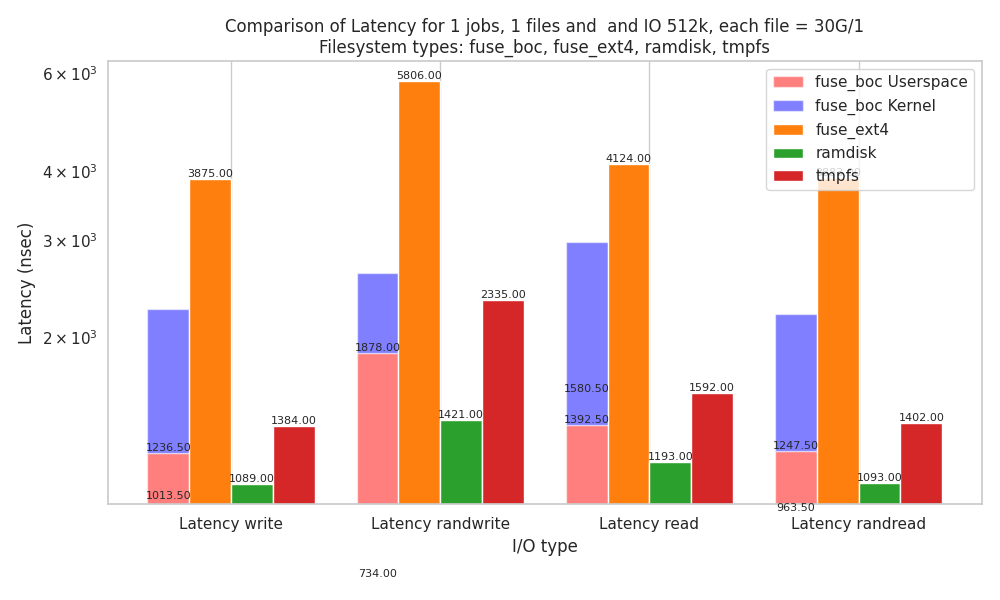 Comparison of Latency for 1 jobs, 1 files and  and IO 512k, each file = 30G/1
Filesystem types: fuse_boc, fuse_ext4, ramdisk, tmpfs
6 × 10³
4 × 10³
3 × 10³
2 × 10³
Latency (nsec)
fuse_boc Userspace
fuse_boc Kernel
fuse_ext4
ramdisk
tmpfs
1236.50
1013.50
3875.00
1089.00
1384.00
1878.00
734.00
5806.00
1421.00
2335.00
1580.50
1392.50
4124.00
1193.00
1592.00
1247.50
963.50
1093.00
1402.00
Latency write
Latency randwrite
Latency read
Latency randread
I/O type